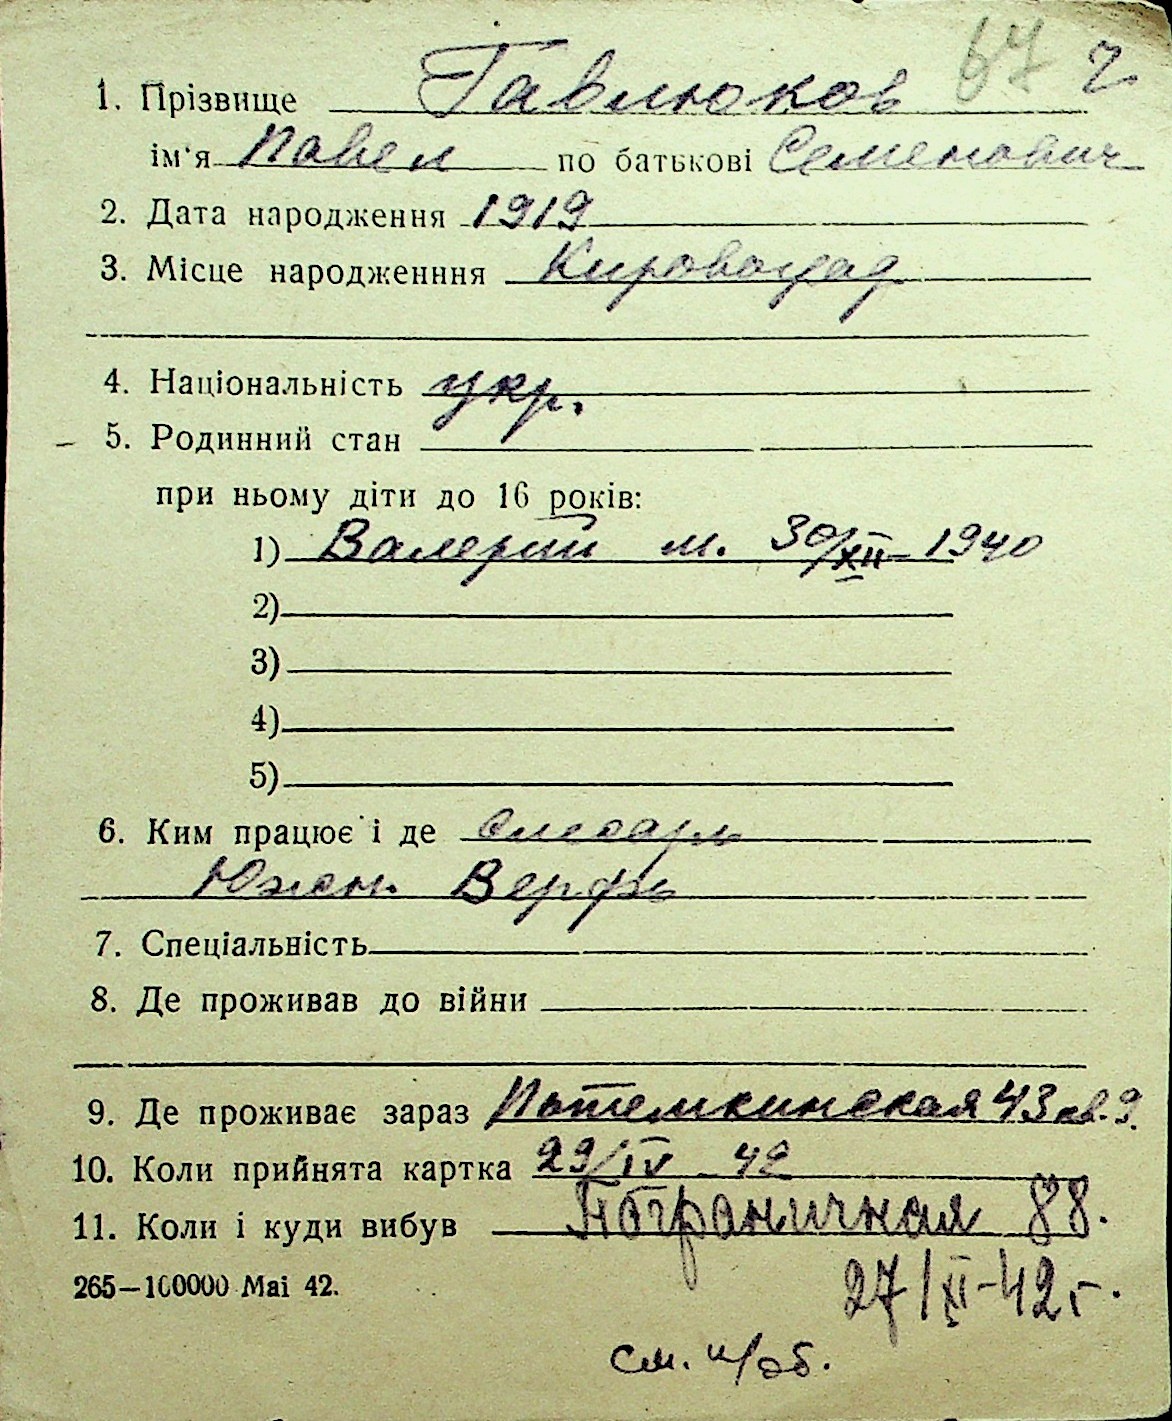 67 2
1. Прізвище Гавлюков
ім'я Павел по батькові Семенович
2. Дата народження 1919
3. Місце народженння Кировоград
4. Національність укр.
5. Родинний стан
при ньому діти до 16 років:
1) Валерий м. 30/XII - 1940
2)
3)
4)
5)
6. Ким працює і де слесарь
Южн. Верфь
7. Спеціальність
8. Де проживав до війни
9. Де проживає зараз Потемкинская 43 кв. 9.
10. Коли прийнята картка 29/IV - 42
11. Коли і куди вибув Пограничная 88.
265—100000 Mai 42.
27/XI-42 г.
см. н/об.